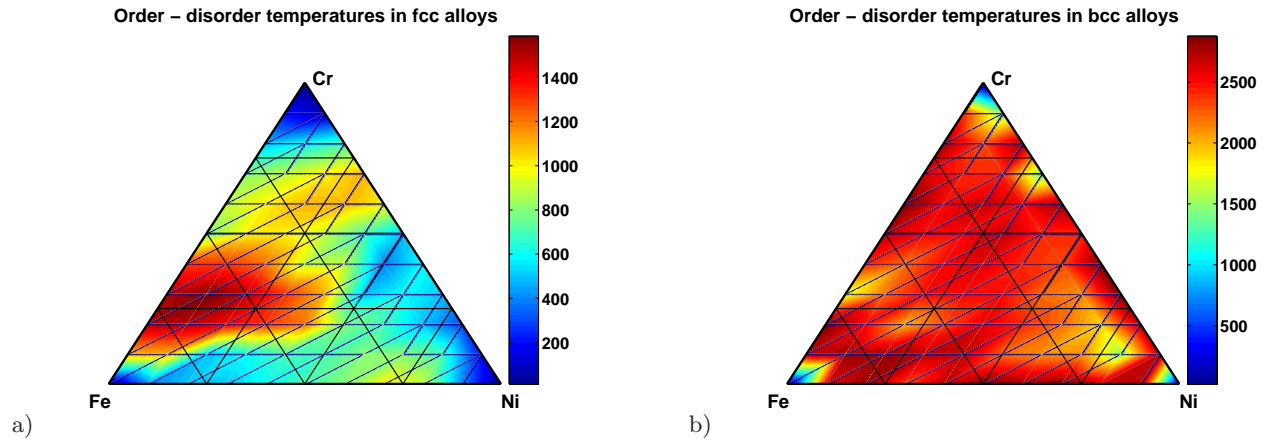 Order – disorder temperatures in fcc alloys
Cr
1400
1200
1000
800
600
400
200
Fe
Ni
a)
Order – disorder temperatures in bcc alloys
Cr
2500
2000
1500
1000
500
Fe
Ni
b)